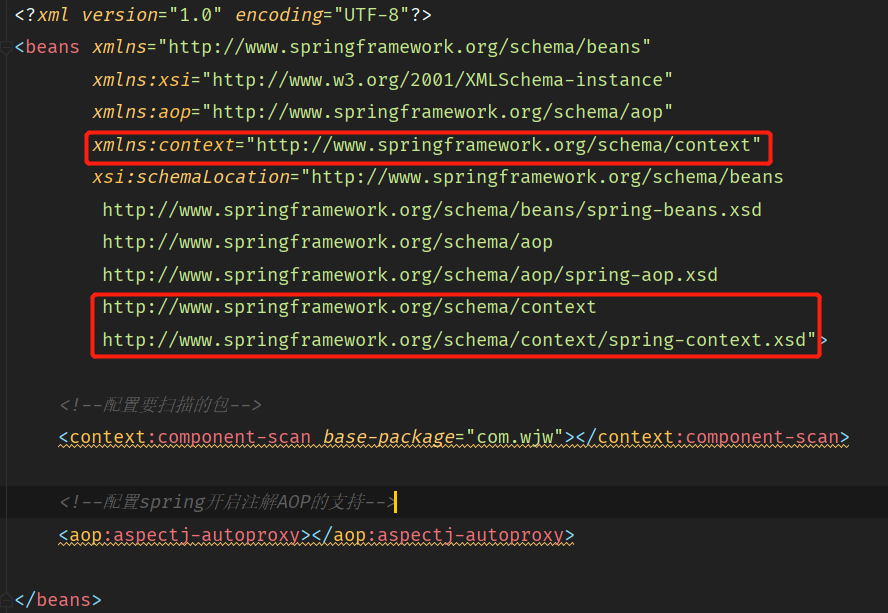 <?xml version="1.0" encoding="UTF-8"?>
<beans xmlns="http://www.springframework.org/schema/beans"
xmlns:xsi="http://www.w3.org/2001/XMLSchema-instance"
xmlns:aop="http://www.springframework.org/schema/aop"
xmlns:context="http://www.springframework.org/schema/context"
xsi:schemaLocation="http://www.springframework.org/schema/beans
http://www.springframework.org/schema/beans/spring-beans.xsd
http://www.springframework.org/schema/aop
http://www.springframework.org/schema/aop/spring-aop.xsd
http://www.springframework.org/schema/context
http://www.springframework.org/schema/context/spring-context.xsd">
<!--配置要扫描的包-->
<context:component-scan base-package="com.wjw"></context:component-scan>
<!--配置spring开启注解AOP的支持-->
<aop:aspectj-autoproxy></aop:aspectj-autoproxy>
</beans>